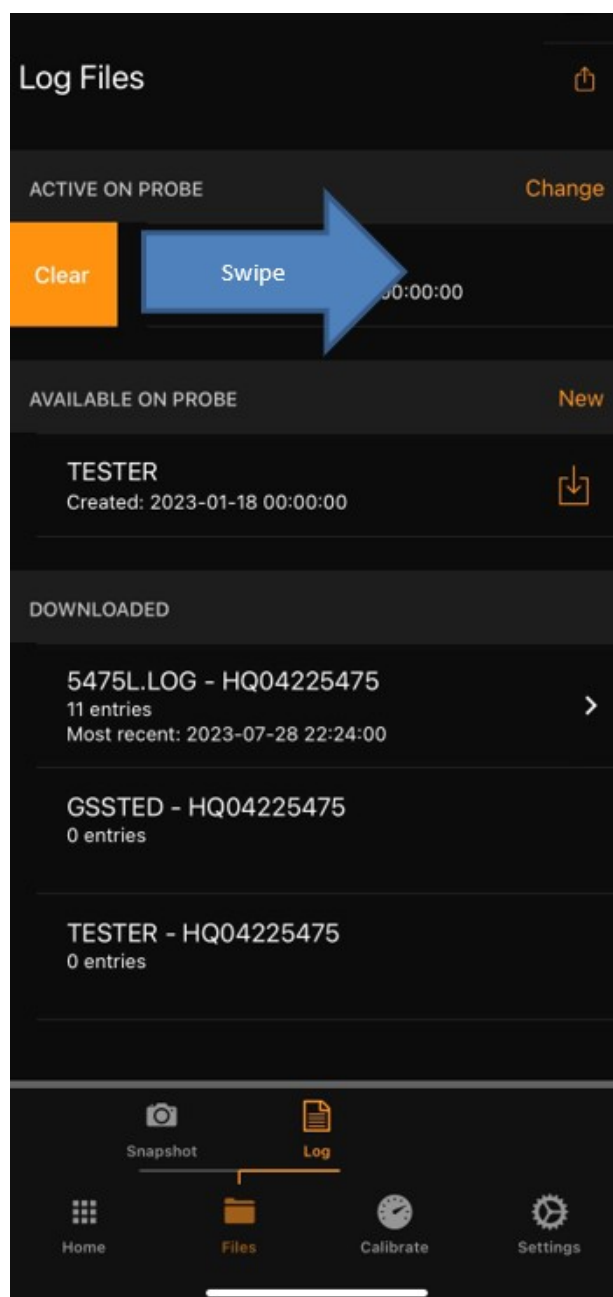 Log Files
ACTIVE ON PROBE
Change
Clear
Swipe
00:00:00
AVAILABLE ON PROBE
New
TESTER
Created: 2023-01-18 00:00:00
DOWNLOADED
5475L.LOG - HQ04225475
11 entries
Most recent: 2023-07-28 22:24:00
GSSTED - HQ04225475
0 entries
TESTER - HQ04225475
0 entries
Snapshot
Log
Home
Files
Calibrate
Settings